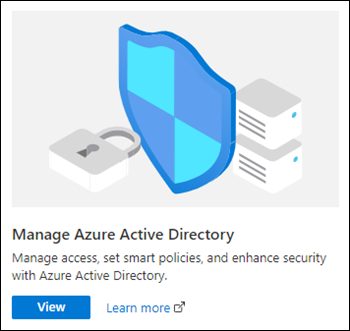 Manage Azure Active Directory
Manage access, set smart policies, and enhance security
with Azure Active Directory.
View
Learn more